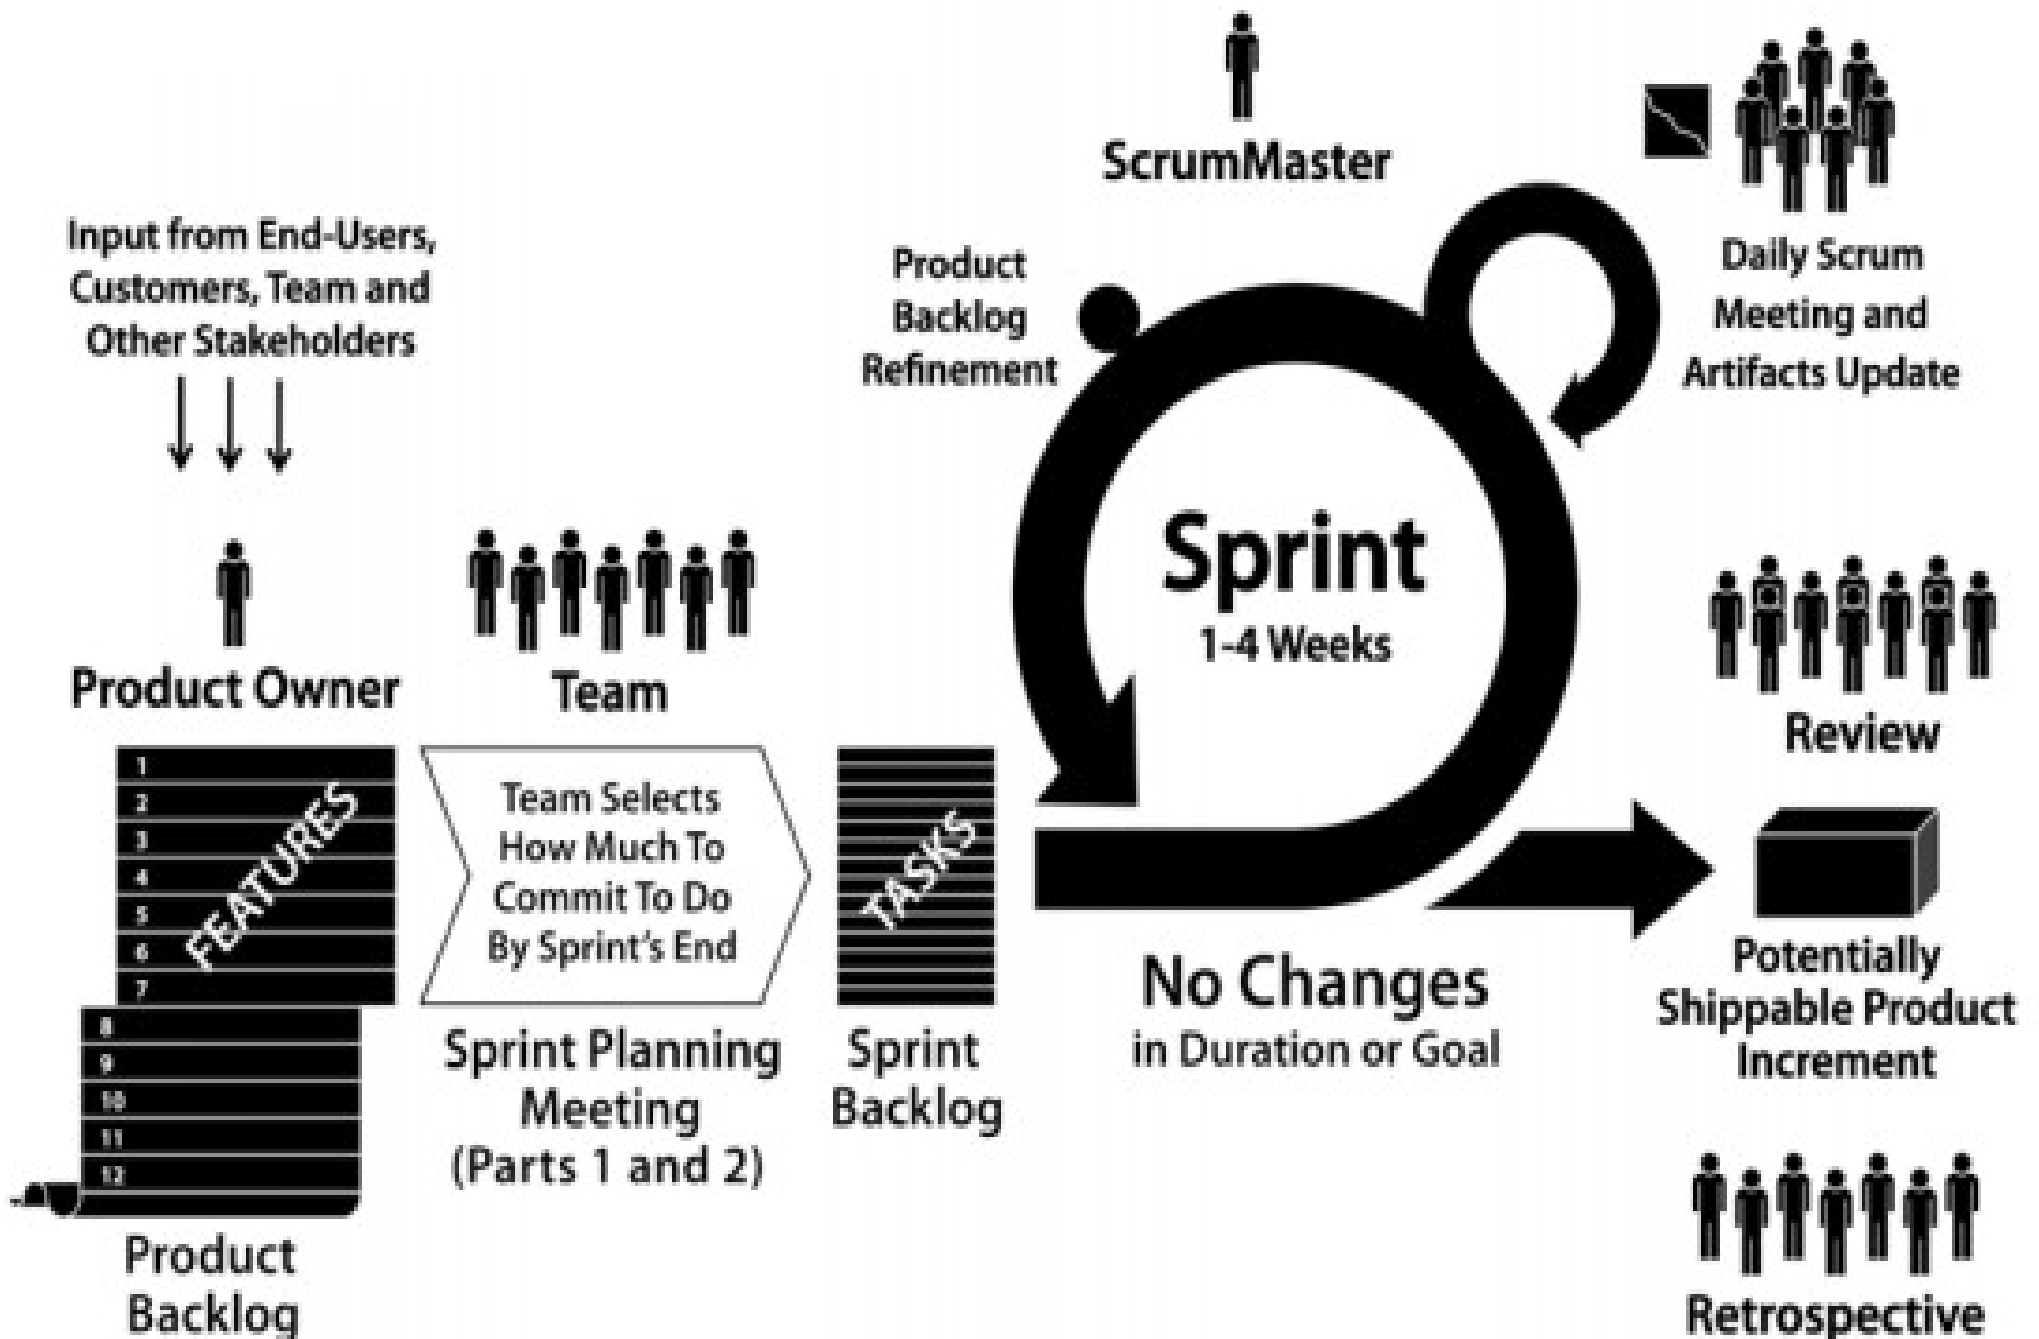 ScrumMaster
Input from End-Users,
Customers, Team and
Other Stakeholders
Product
Backlog
Refinement
Daily Scrum
Meeting and
Artifacts Update
Sprint
1-4 Weeks
Product Owner
Team
Review
1
2
3
4
5
6
7
FEATURES
8
9
10
11
12
Team Selects
How Much To
Commit To Do
By Sprint's End
TASKS
Sprint Planning
Meeting
(Parts 1 and 2)
Sprint
Backlog
No Changes
in Duration or Goal
Potentially
Shippable Product
Increment
Product
Backlog
Retrospective